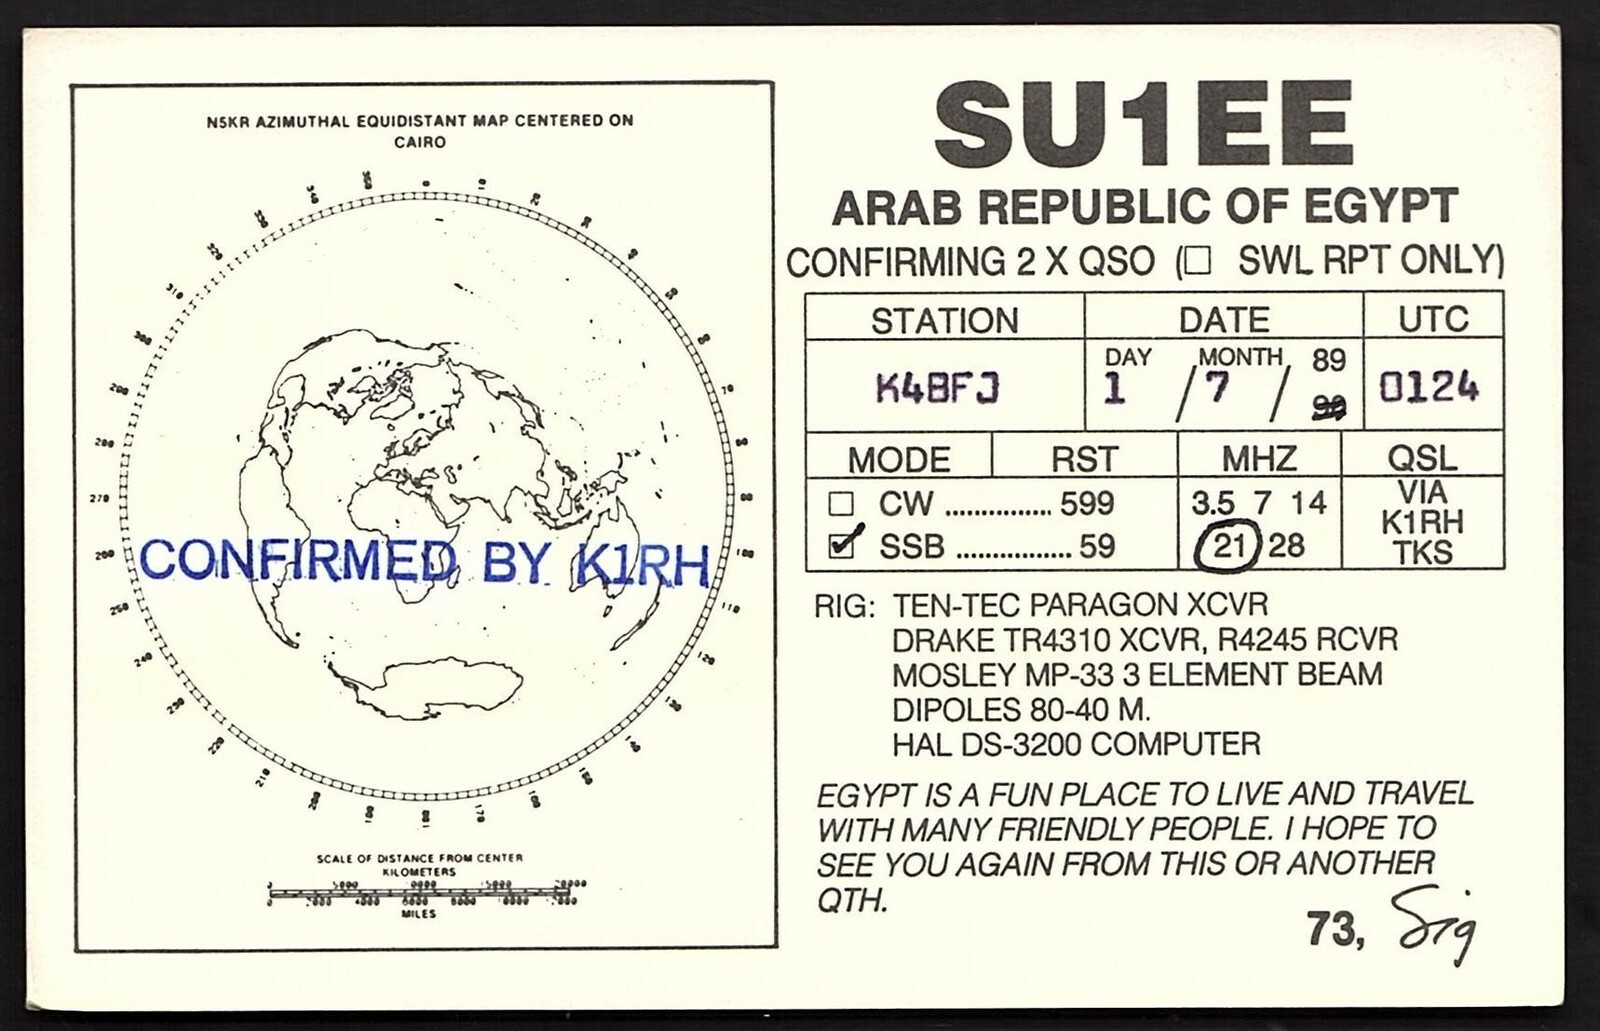 N5KR AZIMUTHAL EQUIDISTANT MAP CENTERED ON
CAIRO
CONFIRMED BY K1RH
SCALE OF DISTANCE FROM CENTER
KILOMETERS
MILES
SU1EE
ARAB REPUBLIC OF EGYPT
CONFIRMING 2 X QSO (☐ SWL RPT ONLY)
STATION DATE UTC
DAY MONTH 89
K4BFJ 1 / 7 / 0124
MODE RST MHZ QSL
☐ CW ............... 599 3.5 7 14 VIA
K1RH
☑ SSB ................ 59 21 28 TKS
RIG: TEN-TEC PARAGON XCVR
DRAKE TR4310 XCVR, R4245 RCVR
MOSLEY MP-33 3 ELEMENT BEAM
DIPOLES 80-40 M.
HAL DS-3200 COMPUTER
EGYPT IS A FUN PLACE TO LIVE AND TRAVEL
WITH MANY FRIENDLY PEOPLE. I HOPE TO
SEE YOU AGAIN FROM THIS OR ANOTHER
QTH.
73, Sig